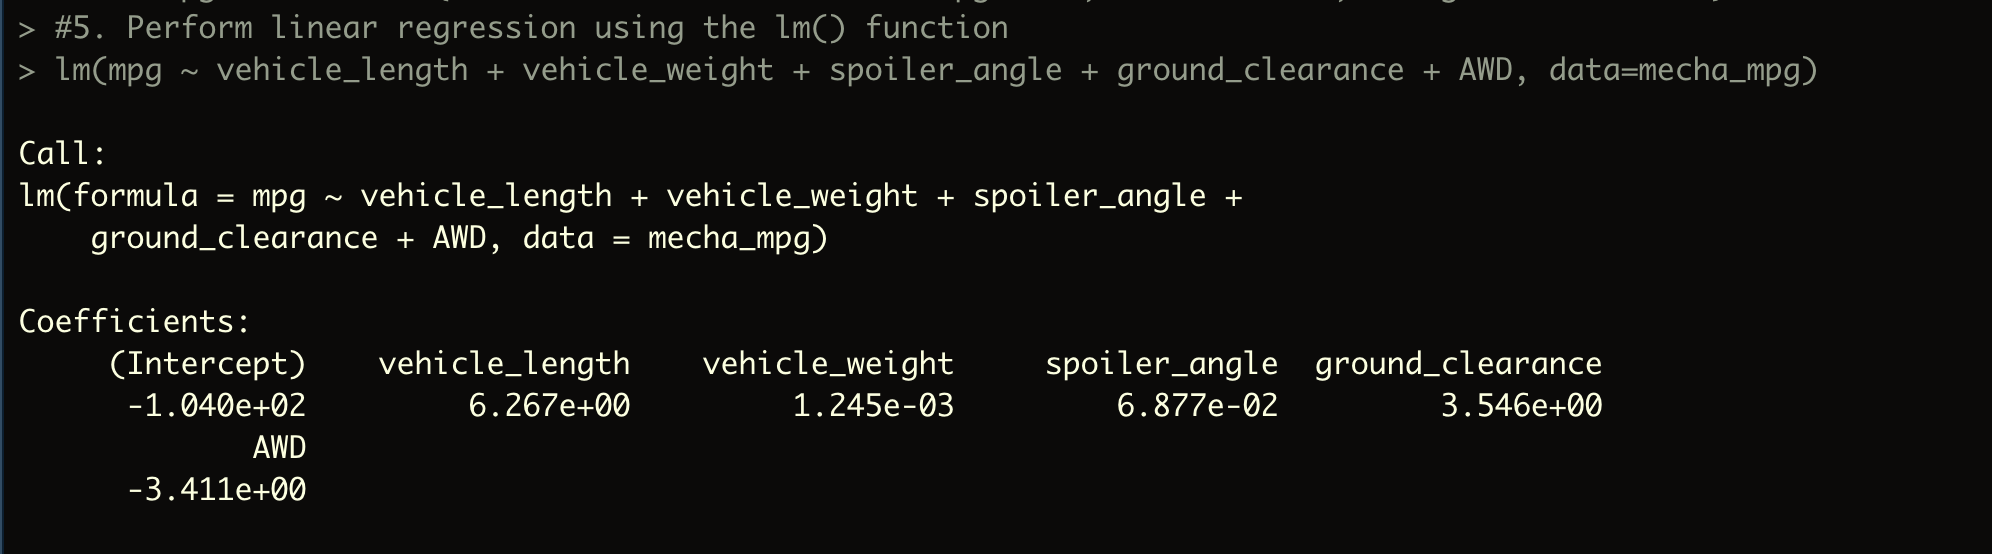 > #5. Perform linear regression using the lm() function
> lm(mpg ~ vehicle_length + vehicle_weight + spoiler_angle + ground_clearance + AWD, data=mecha_mpg)
Call:
lm(formula = mpg ~ vehicle_length + vehicle_weight + spoiler_angle +
    ground_clearance + AWD, data = mecha_mpg)
Coefficients:
     (Intercept)    vehicle_length    vehicle_weight     spoiler_angle  ground_clearance
      -1.040e+02         6.267e+00         1.245e-03         6.877e-02         3.546e+00
             AWD
      -3.411e+00